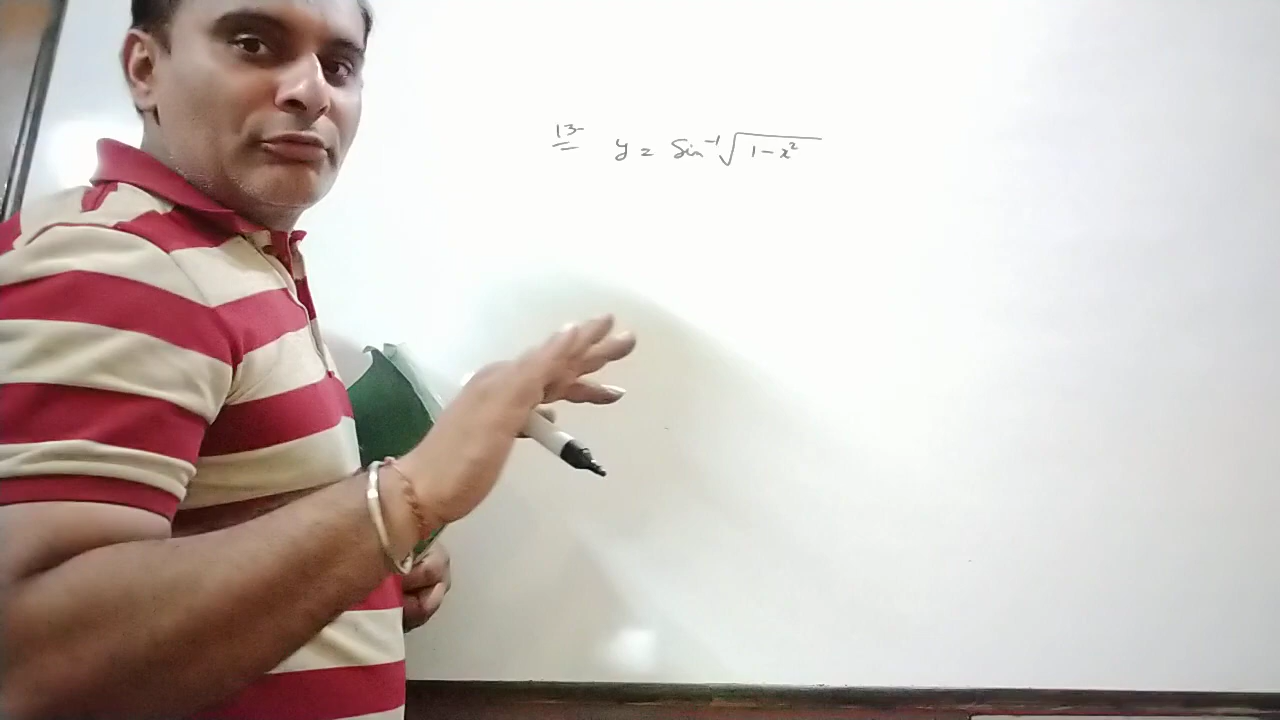 13- y = Sin⁻¹√(1-x²)